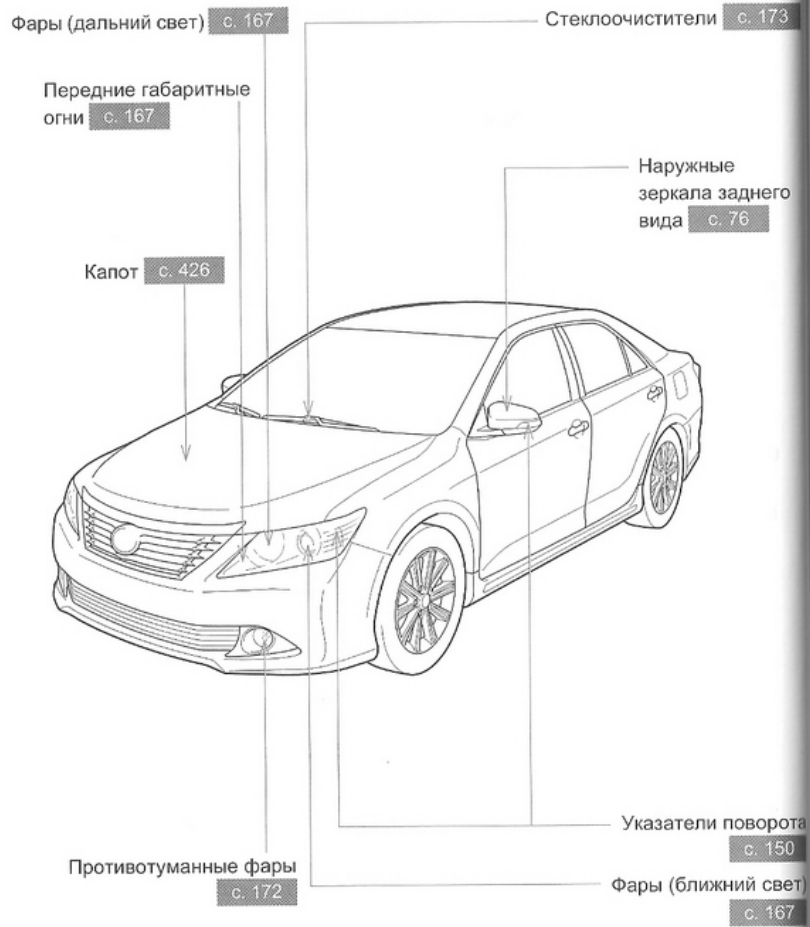 Фары (дальний свет) с. 167
Стеклоочистители с. 173
Передние габаритные
огни с. 167
Наружные
зеркала заднего
вида с. 76
Капот с. 426
Указатели поворота
с. 150
Противотуманные фары
с. 172
Фары (ближний свет)
с. 167